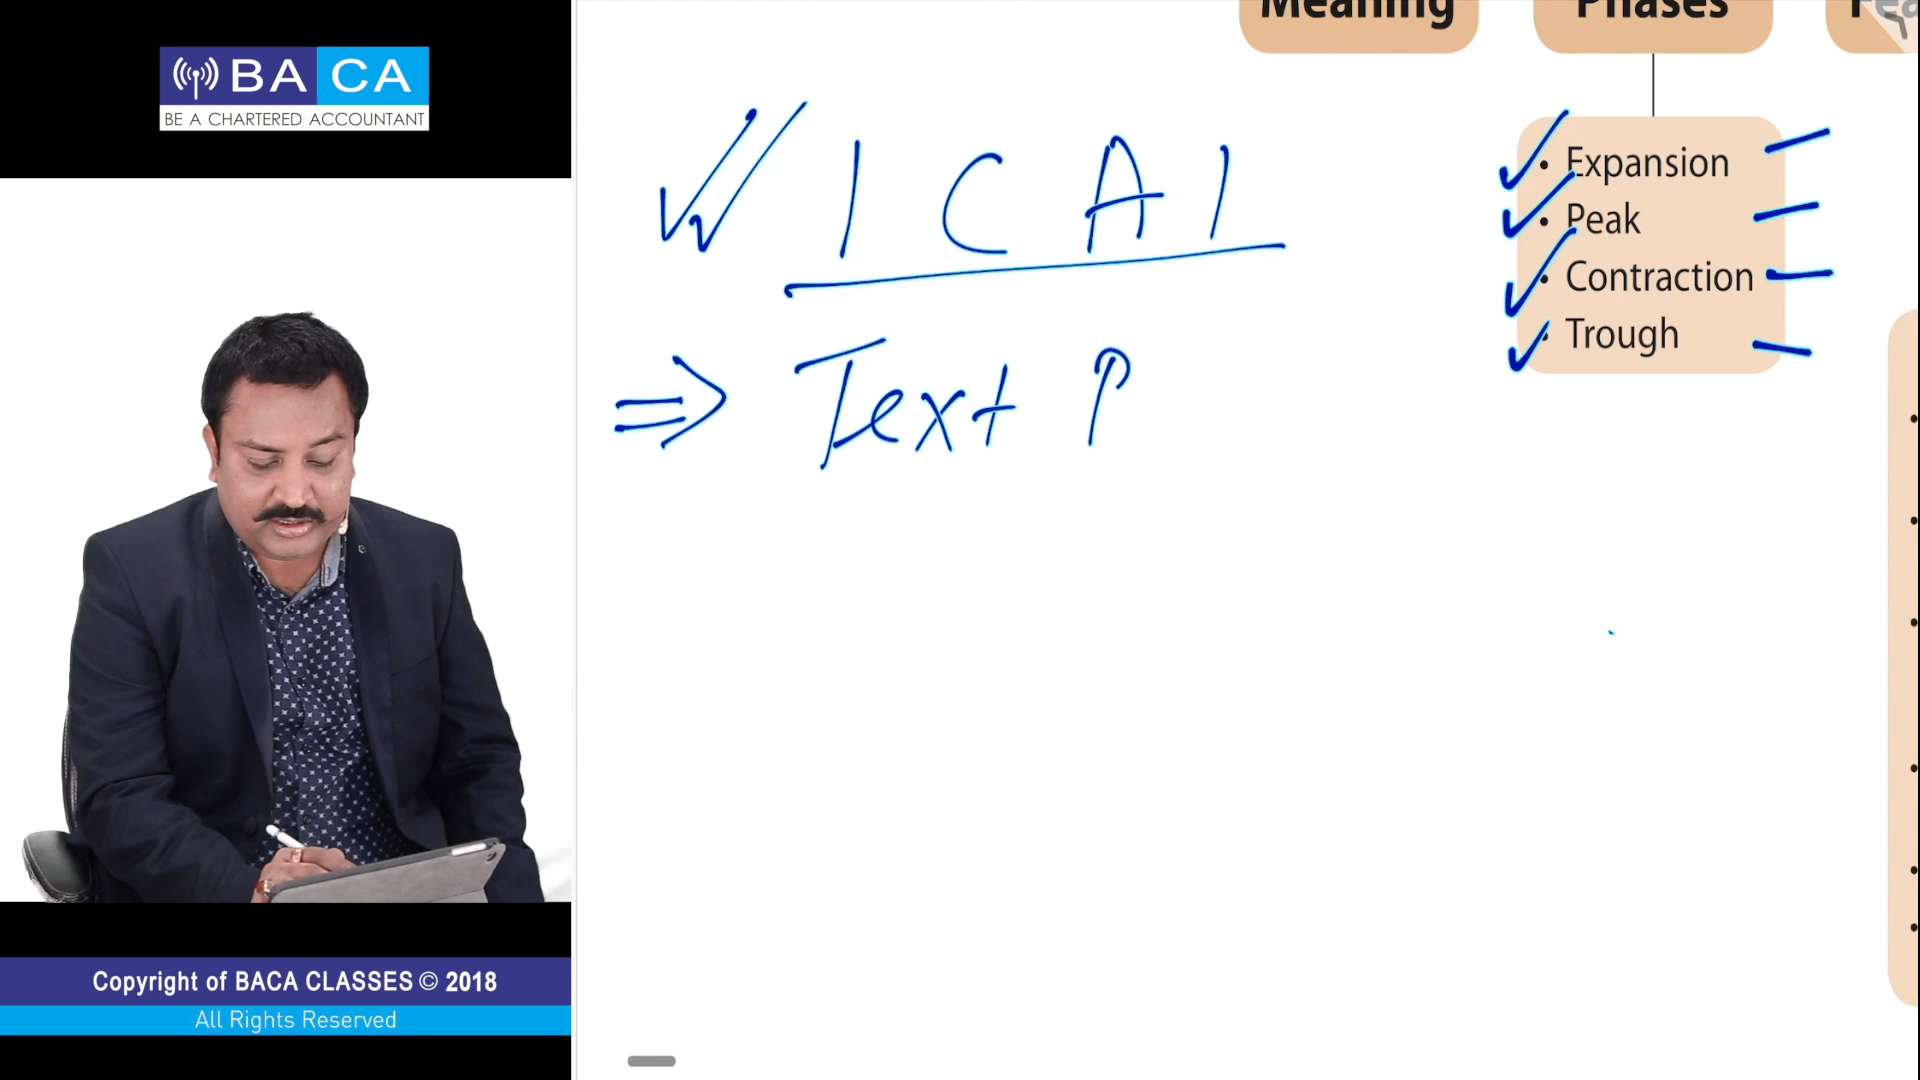 BA CA
BE A CHARTERED ACCOUNTANT
Meaning
Phases
ICAI
⇒ Text P
• Expansion
• Peak
• Contraction
• Trough
Copyright of BACA CLASSES © 2018
All Rights Reserved